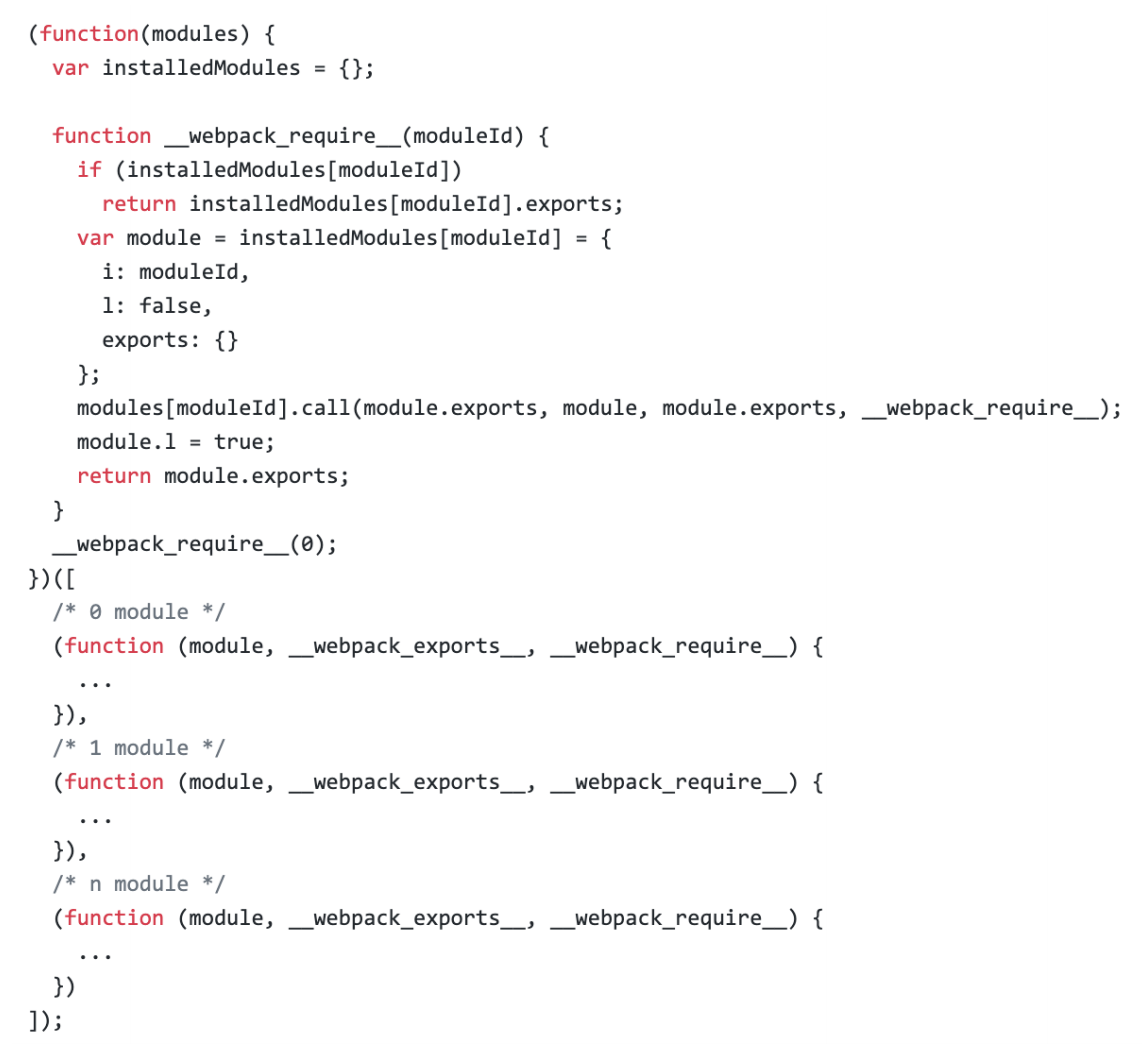 (function(modules) {
  var installedModules = {};

  function __webpack_require__(moduleId) {
    if (installedModules[moduleId])
      return installedModules[moduleId].exports;
    var module = installedModules[moduleId] = {
      i: moduleId,
      l: false,
      exports: {}
    };
    modules[moduleId].call(module.exports, module, module.exports, __webpack_require__);
    module.l = true;
    return module.exports;
  }
  __webpack_require__(0);
})([
  /* 0 module */
  (function (module, __webpack_exports__, __webpack_require__) {
    ...
  }),
  /* 1 module */
  (function (module, __webpack_exports__, __webpack_require__) {
    ...
  }),
  /* n module */
  (function (module, __webpack_exports__, __webpack_require__) {
    ...
  })
]);